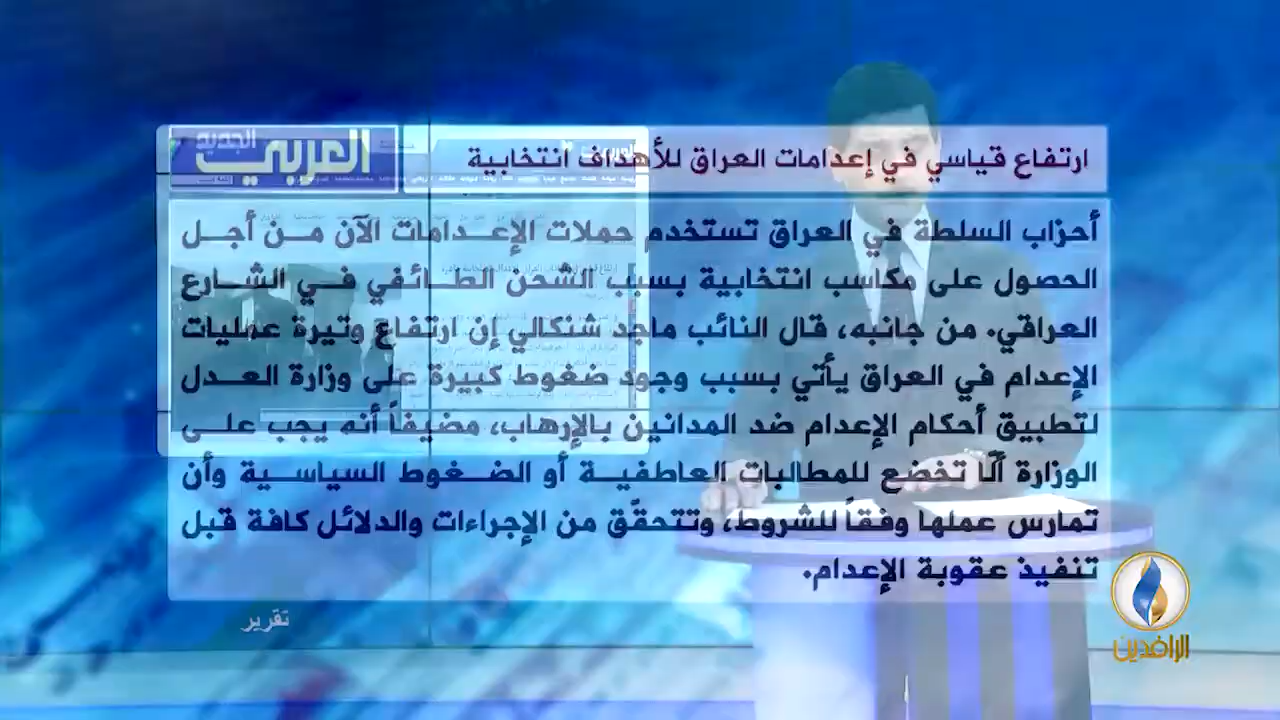 العربي الجديد
ارتفاع قياسي في إعدامات العراق للأهداف انتخابية
أحزاب السلطة في العراق تستخدم حملات الإعدامات الآن من أجل
الحصول على مكاسب انتخابية بسبب الشحن الطائفي في الشارع
العراقي. من جانبه، قال النائب ماجد شنكالي إن ارتفاع وتيرة عمليات
الإعدام في العراق يأتي بسبب وجود ضغوط كبيرة على وزارة العدل
لتطبيق أحكام الإعدام ضد المدانين بالإرهاب، مضيفاً أنه يجب على
الوزارة ألّا تخضع للمطالبات العاطفية أو الضغوط السياسية وأن
تمارس عملها وفقاً للشروط، وتتحقّق من الإجراءات والدلائل كافة قبل
تنفيذ عقوبة الإعدام.
تقرير
الرافدين